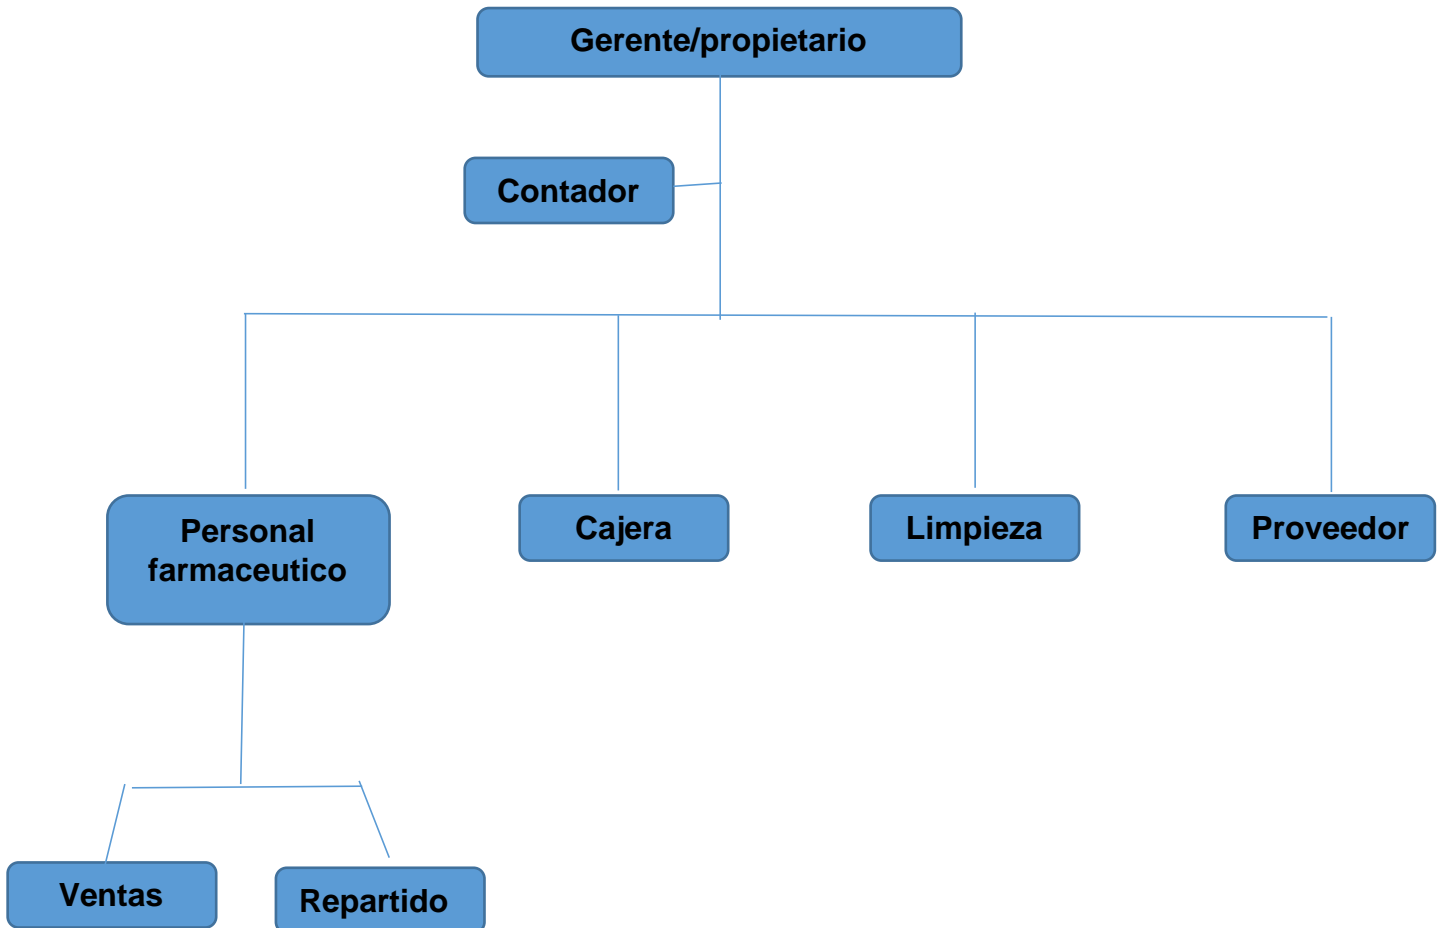 Gerente/propietario
Contador
Personal
farmaceutico
Cajera
Limpieza
Proveedor
Ventas
Repartido